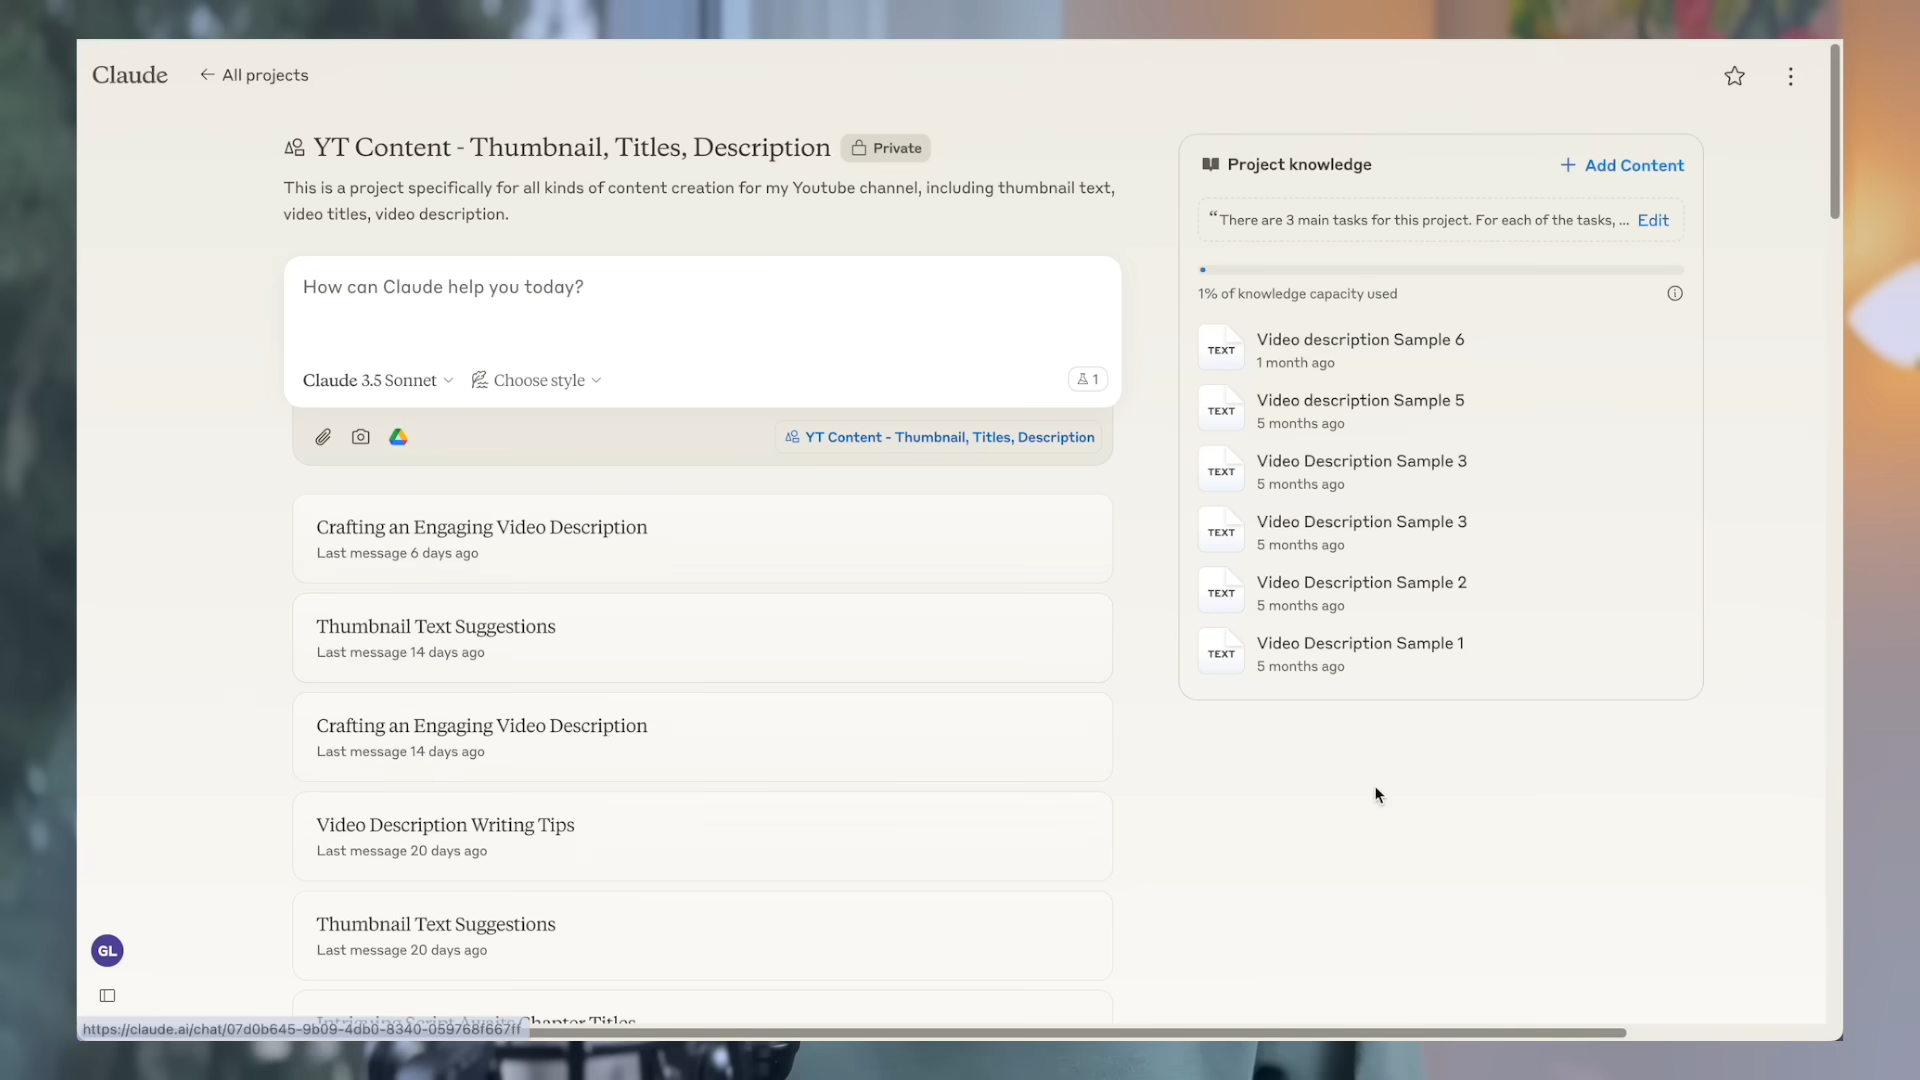 Claude
← All projects
YT Content - Thumbnail, Titles, Description
Private
This is a project specifically for all kinds of content creation for my Youtube channel, including thumbnail text,
video titles, video description.
How can Claude help you today?
Claude 3.5 Sonnet
Choose style
1
YT Content - Thumbnail, Titles, Description
Crafting an Engaging Video Description
Last message 6 days ago
Thumbnail Text Suggestions
Last message 14 days ago
Crafting an Engaging Video Description
Last message 14 days ago
Video Description Writing Tips
Last message 20 days ago
Thumbnail Text Suggestions
Last message 20 days ago
Intriguing Script Awaits Chapter Titles
Project knowledge
+ Add Content
“There are 3 main tasks for this project. For each of the tasks, ... Edit
1% of knowledge capacity used
TEXT
Video description Sample 6
1 month ago
TEXT
Video description Sample 5
5 months ago
TEXT
Video Description Sample 3
5 months ago
TEXT
Video Description Sample 3
5 months ago
TEXT
Video Description Sample 2
5 months ago
TEXT
Video Description Sample 1
5 months ago
GL
https://claude.ai/chat/07d0b645-9b09-4db0-8340-059768f667ff